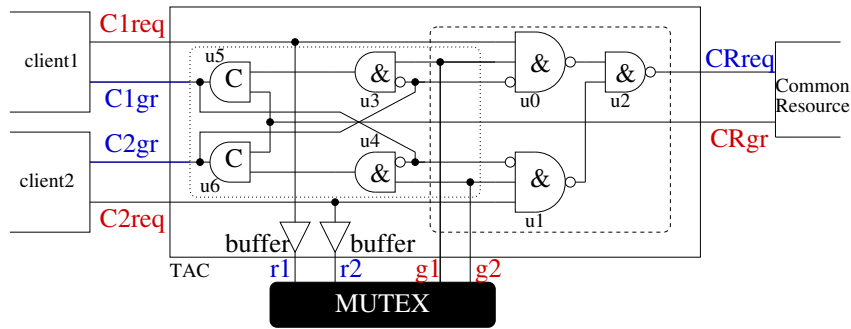 C1req
client1
u5
C
&
u3
&
u0
&
u2
CRreq
Common
Resource
C1gr
C2gr
u4
CRgr
client2
C
u6
&
&
u1
C2req
buffer
buffer
TAC
r1
r2
g1
g2
MUTEX